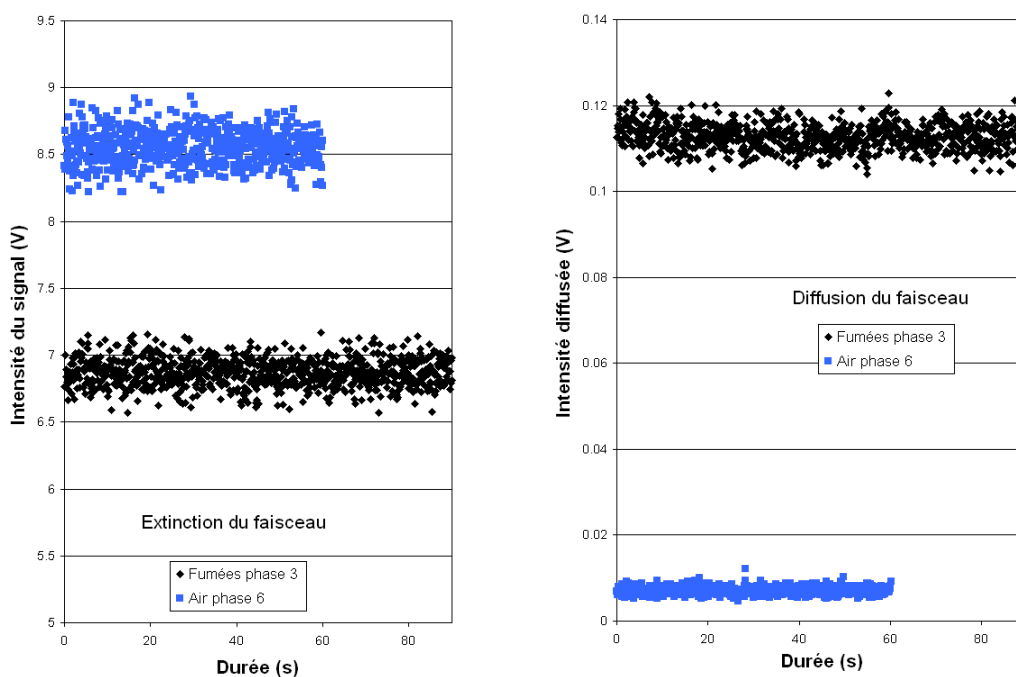 9.5
9
8.5
8
7.5
7
6.5
6
5.5
5
Intensité du signal (V)
Extinction du faisceau
Fumées phase 3
Air phase 6
0 20 40 60 80
Durée (s)
0.14
0.12
0.1
0.08
0.06
0.04
0.02
0
Intensité diffusée (V)
Diffusion du faisceau
Fumées phase 3
Air phase 6
0 20 40 60 80
Durée (s)